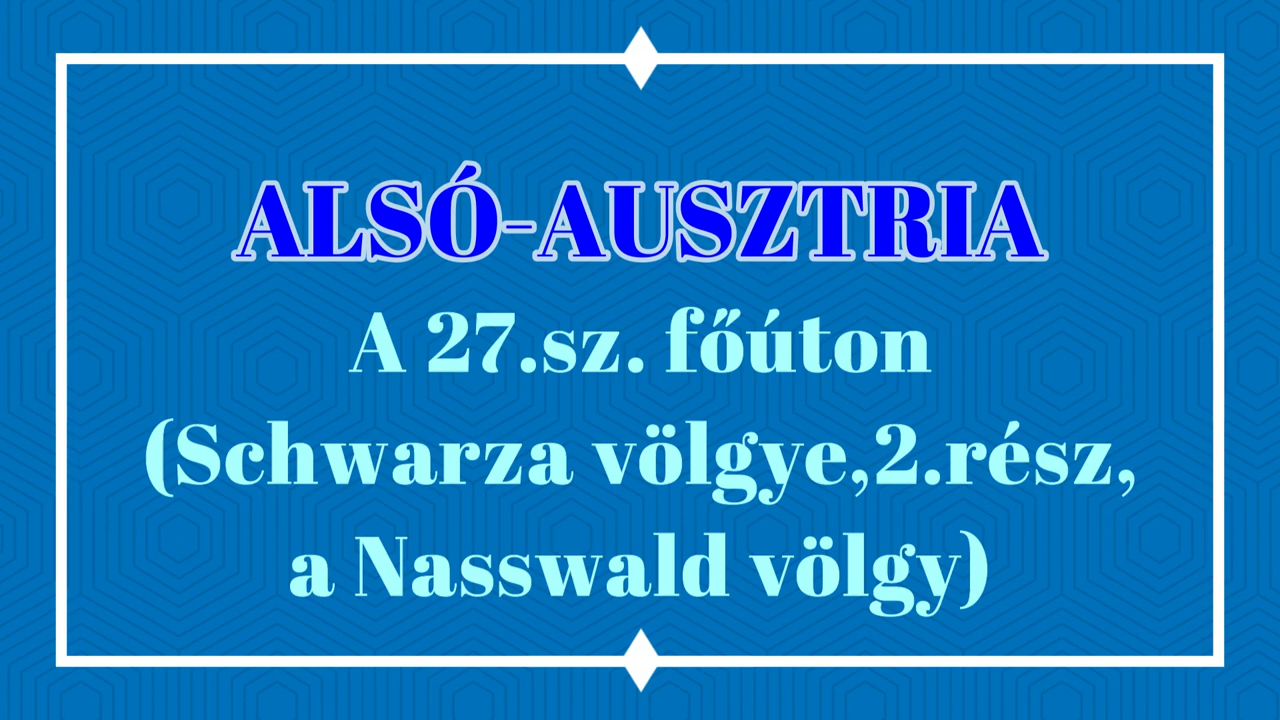 ALSÓ-AUSZTRIA
A 27.sz. főúton
(Schwarza völgye,2.rész,
a Nasswald völgy)